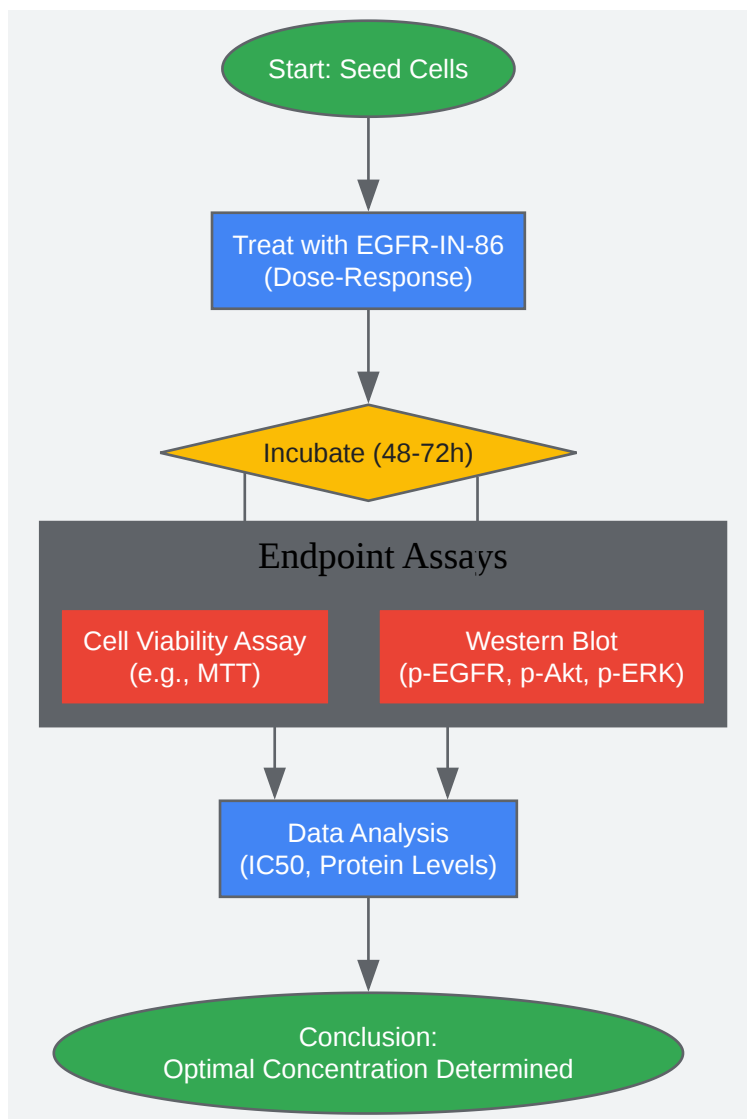 Start: Seed Cells
Treat with EGFR-IN-86
(Dose-Response)
Incubate (48-72h)
Endpoint Assays
Cell Viability Assay
(e.g., MTT)
Western Blot
(p-EGFR, p-Akt, p-ERK)
Data Analysis
(IC50, Protein Levels)
Conclusion:
Optimal Concentration Determined